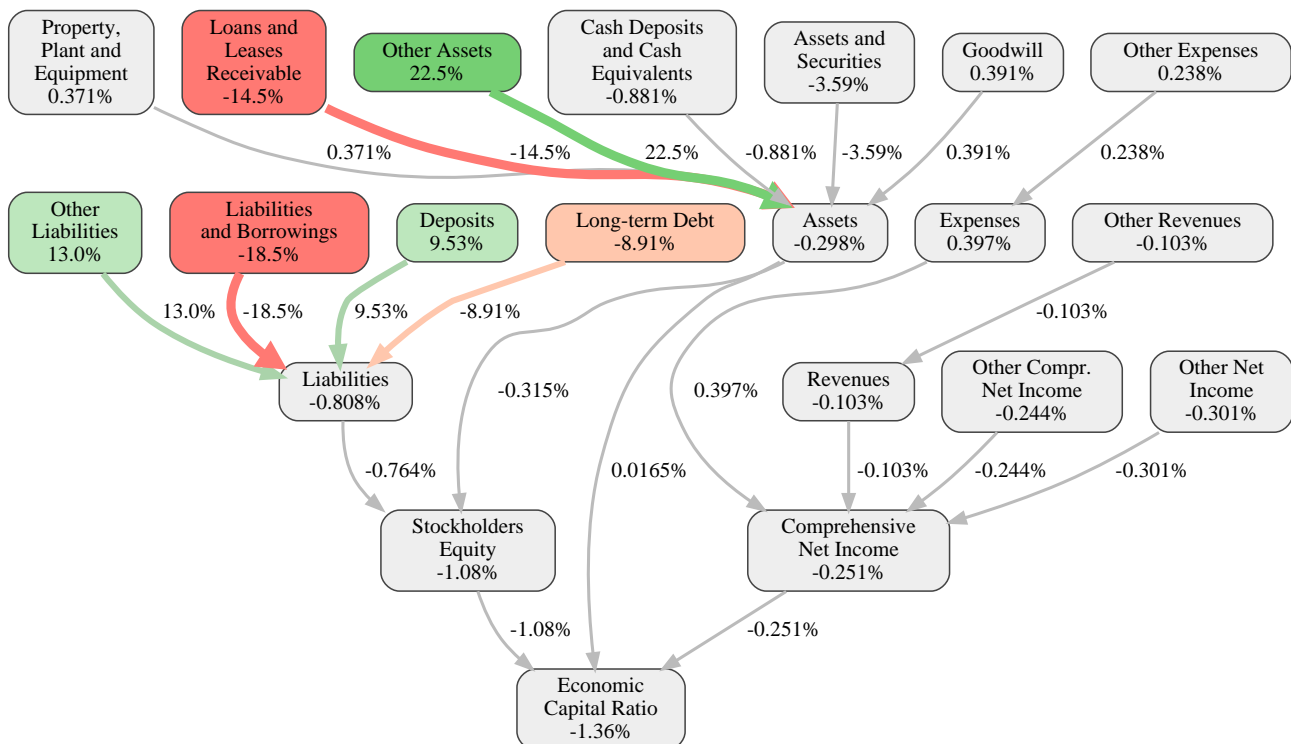 Property,
Plant and
Equipment
0.371%
Loans and
Leases
Receivable
-14.5%
Other Assets
22.5%
Cash Deposits
and Cash
Equivalents
-0.881%
Assets and
Securities
-3.59%
Goodwill
0.391%
Other Expenses
0.238%
0.371%
-14.5%
22.5%
-0.881%
-3.59%
0.391%
0.238%
Other
Liabilities
13.0%
Liabilities
and Borrowings
-18.5%
Deposits
9.53%
Long-term Debt
-8.91%
Assets
-0.298%
Expenses
0.397%
Other Revenues
-0.103%
13.0%
-18.5%
9.53%
-8.91%
-0.103%
Liabilities
-0.808%
-0.315%
0.397%
Revenues
-0.103%
Other Compr.
Net Income
-0.244%
Other Net
Income
-0.301%
-0.764%
0.0165%
-0.103%
-0.244%
-0.301%
Stockholders
Equity
-1.08%
Comprehensive
Net Income
-0.251%
-1.08%
-0.251%
Economic
Capital Ratio
-1.36%